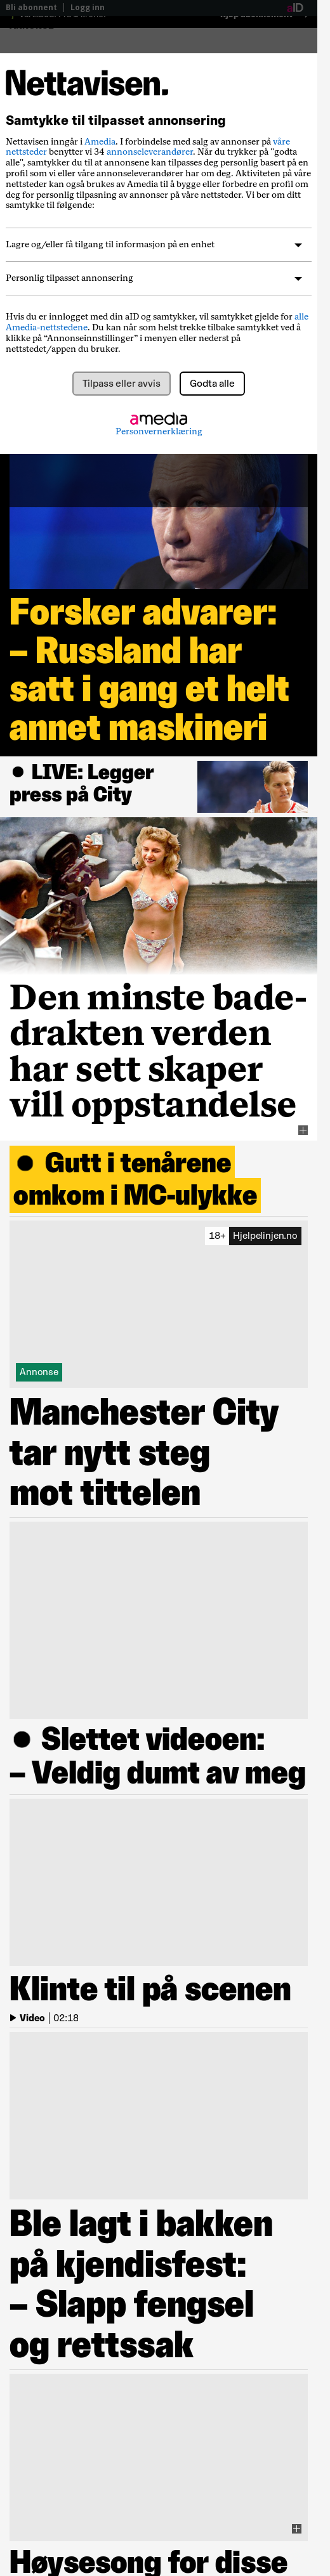 Bli abonnent | Logg inn
aID
Nettavisen.
Samtykke til tilpasset annonsering
Nettavisen inngår i Amedia. I forbindelse med salg av annonser på våre
nettsteder benytter vi 34 annonseleverandører. Når du trykker på "godta
alle", samtykker du til at annonsene kan tilpasses deg personlig basert på en
profil som vi eller våre annonseleverandører har om deg. Aktiviteten på våre
nettsteder kan også brukes av Amedia til å bygge eller forbedre en profil om
deg for personlig tilpasning av annonser på våre nettsteder. Vi ber om ditt
samtykke til følgende:
Lagre og/eller få tilgang til informasjon på en enhet
Personlig tilpasset annonsering
Hvis du er innlogget med din aID og samtykker, vil samtykket gjelde for alle
Amedia-nettstedene. Du kan når som helst trekke tilbake samtykket ved å
klikke på “Annonseinnstillinger” i menyen eller nederst på
nettstedet/appen du bruker.
Tilpass eller avvis
Godta alle
amedia
Personvernerklæring
Forsker advarer:
– Russland har
satt i gang et helt
annet maskineri
LIVE: Legger
press på City
Den minste bade-
drakten verden
har sett skaper
vill oppstandelse
Gutt i tenårene
omkom i MC-ulykke
18+ Hjelpelinjen.no
Annonse
Manchester City
tar nytt steg
mot tittelen
Slettet videoen:
– Veldig dumt av meg
Klinte til på scenen
Video | 02:18
Ble lagt i bakken
på kjendisfest:
– Slapp fengsel
og rettssak
Høysesong for disse